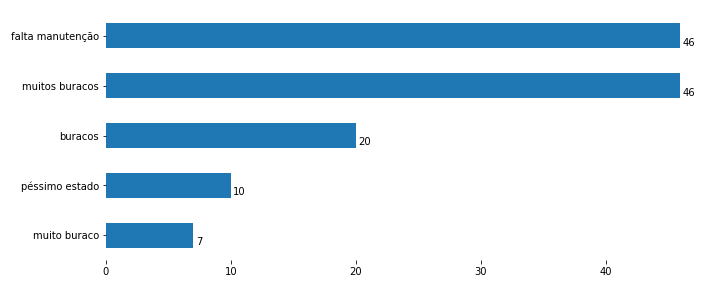 falta manutenção
46
muitos buracos
46
buracos
20
péssimo estado
10
muito buraco
7
0 10 20 30 40